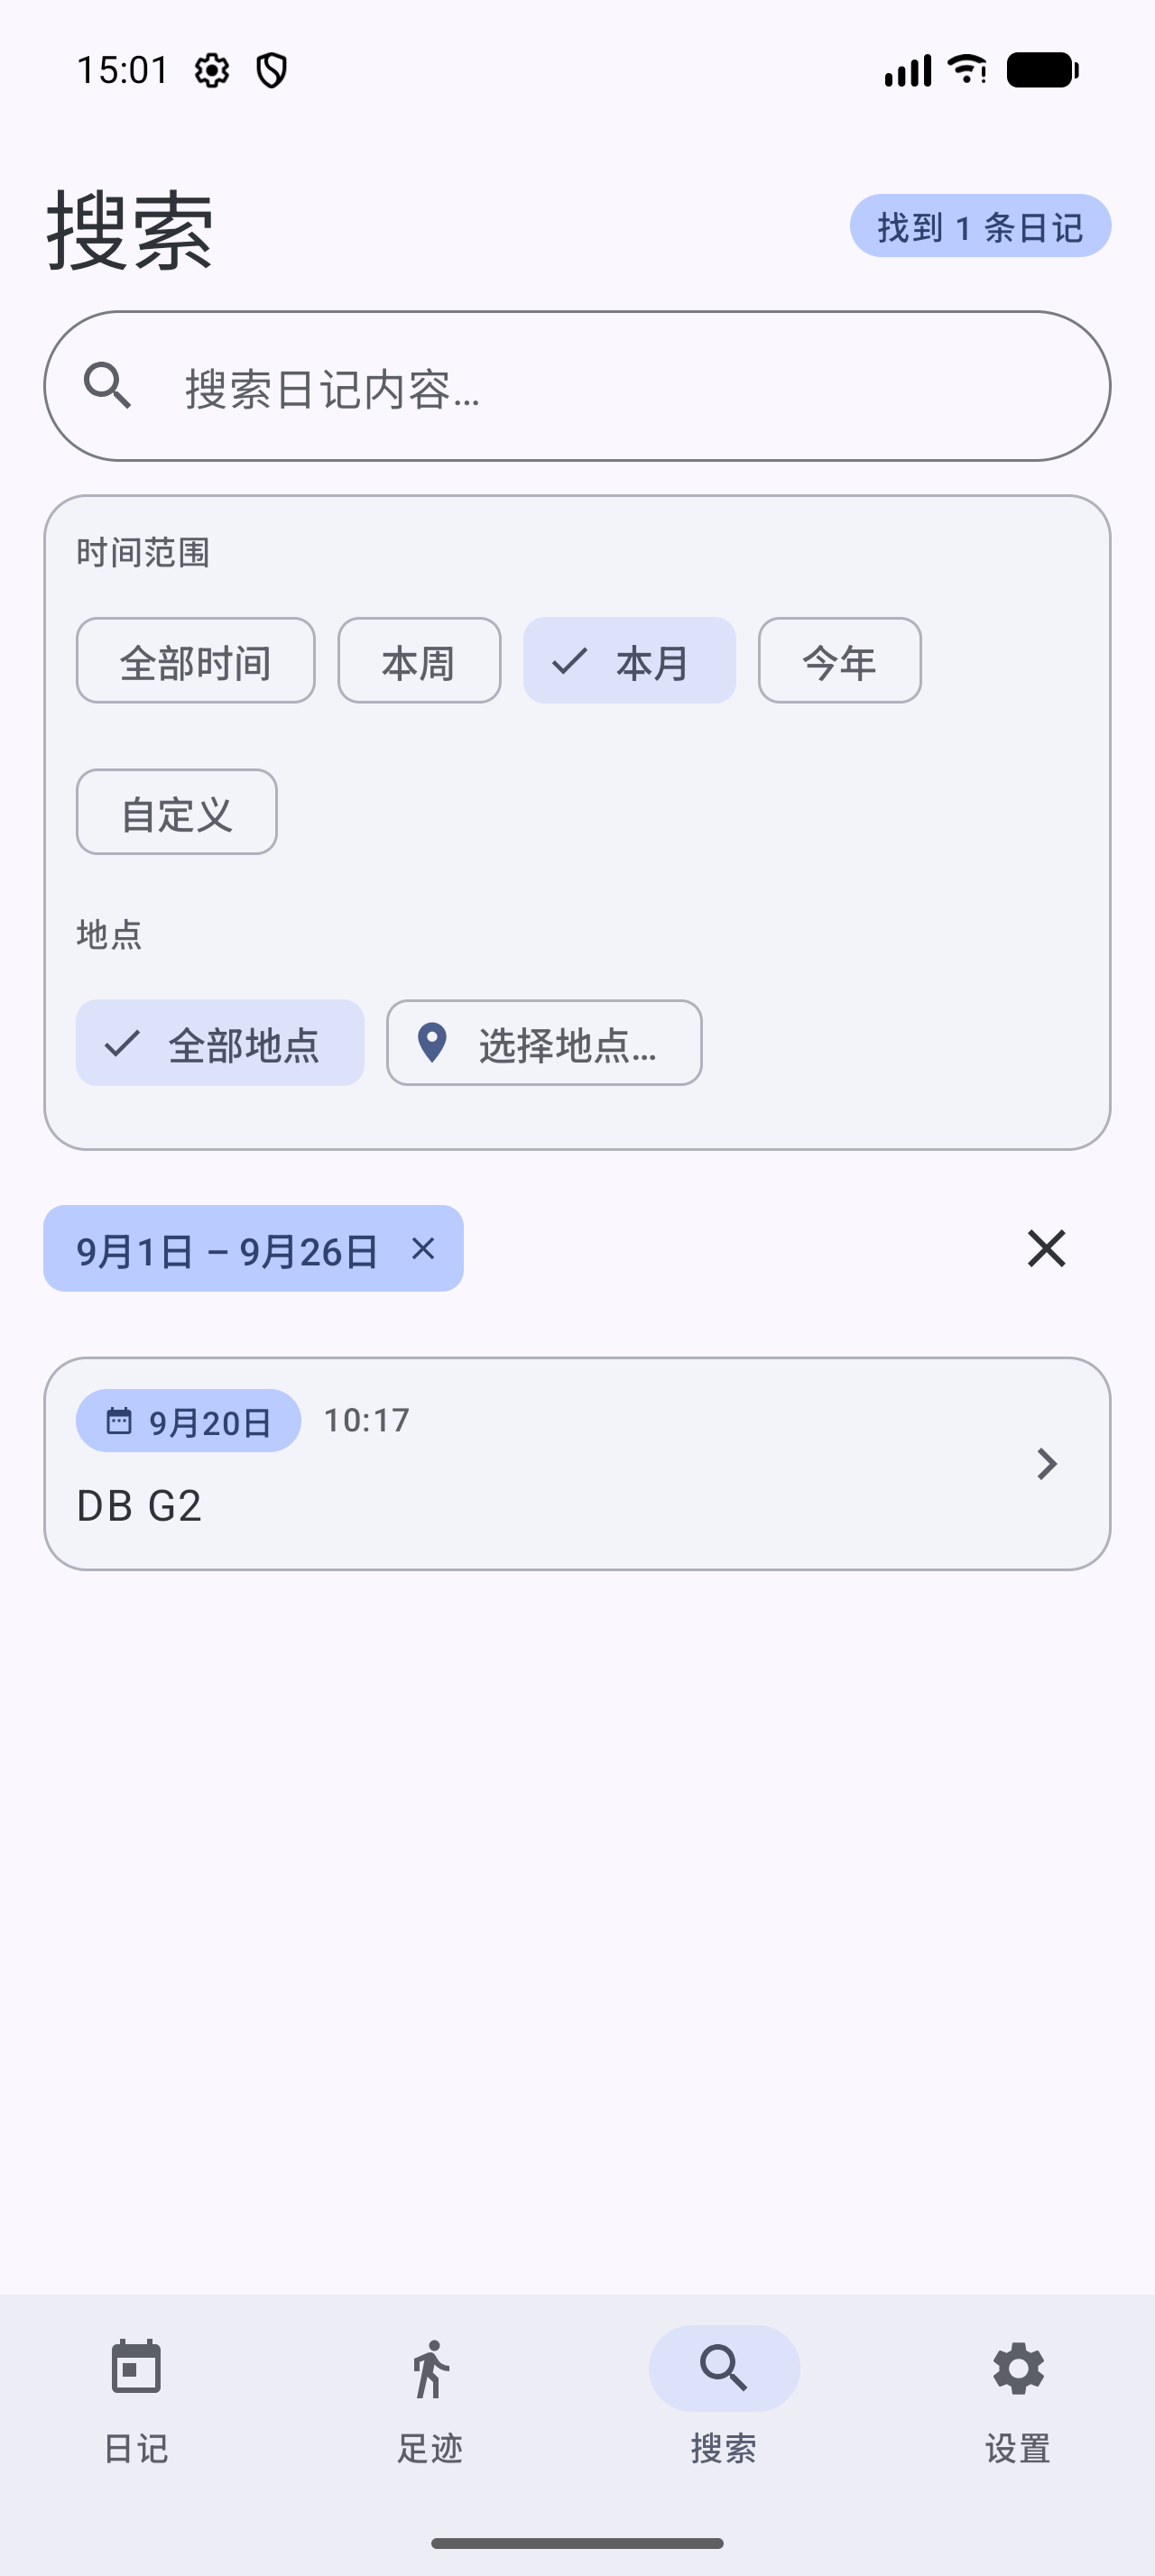 15:01
搜索
找到 1 条日记
搜索日记内容...
时间范围
全部时间
本周
本月
今年
自定义
地点
全部地点
选择地点...
9月1日 – 9月26日
9月20日 10:17
DB G2
日记
足迹
搜索
设置